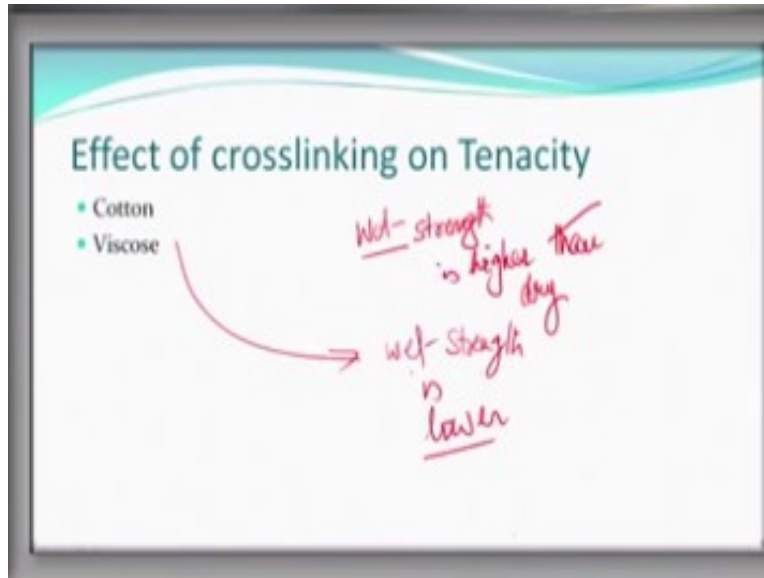 Effect of crosslinking on Tenacity
• Cotton
• Viscose
Wet- strength
is higher than
dry
wet- strength
is
lower